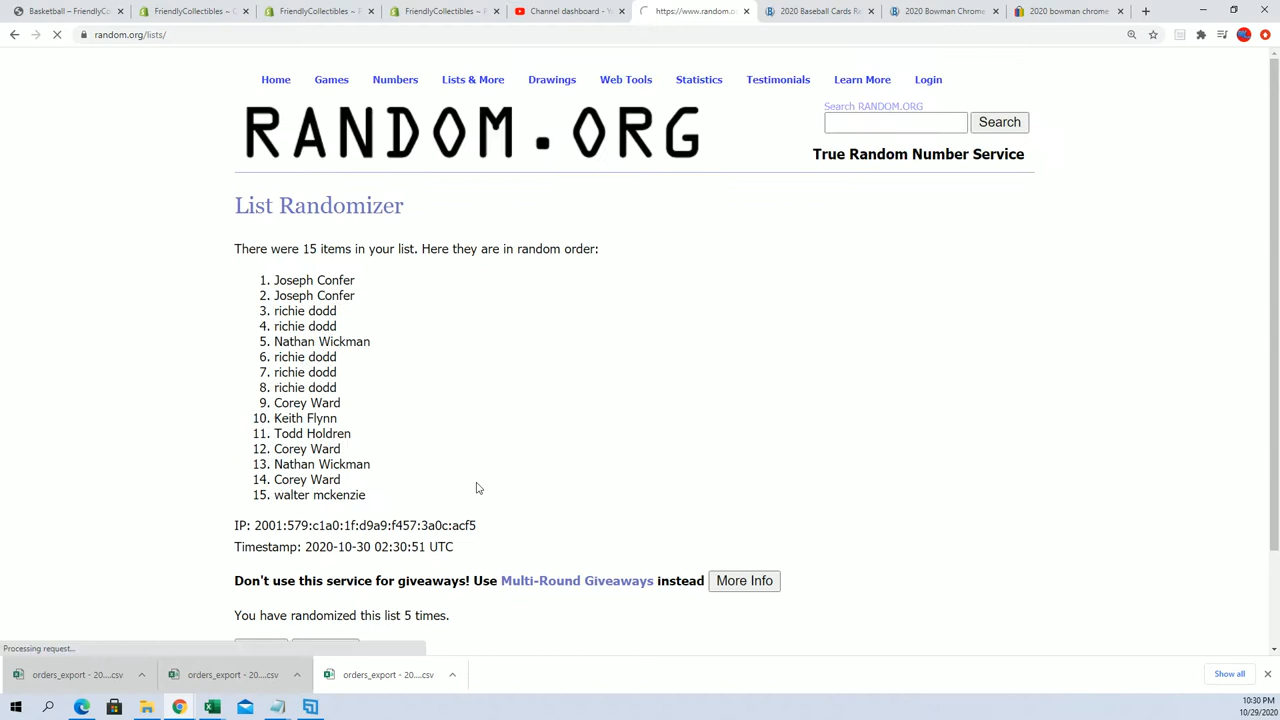 Basketball – FriendlyCo
FriendlyCollectibles ~ C
FriendlyCollectibles ~ F
FriendlyCollectibles ~ F
Channel dashboard - Yo
https://www.random.o
2020 Baseball Cards Re
2020 Bowman Chrome
2020 bowman chrome
random.org/lists/
Home Games Numbers Lists & More Drawings Web Tools Statistics Testimonials Learn More Login
RANDOM.ORG
Search RANDOM.ORG
Search
True Random Number Service
List Randomizer
There were 15 items in your list. Here they are in random order:
1. Joseph Confer
2. Joseph Confer
3. richie dodd
4. richie dodd
5. Nathan Wickman
6. richie dodd
7. richie dodd
8. richie dodd
9. Corey Ward
10. Keith Flynn
11. Todd Holdren
12. Corey Ward
13. Nathan Wickman
14. Corey Ward
15. walter mckenzie
IP: 2001:579:c1a0:1f:d9a9:f457:3a0c:acf5
Timestamp: 2020-10-30 02:30:51 UTC
Don't use this service for giveaways! Use Multi-Round Giveaways instead More Info
You have randomized this list 5 times.
Processing request...
orders_export - 20....csv
orders_export - 20....csv
orders_export - 20....csv
Show all
10:30 PM
10/29/2020